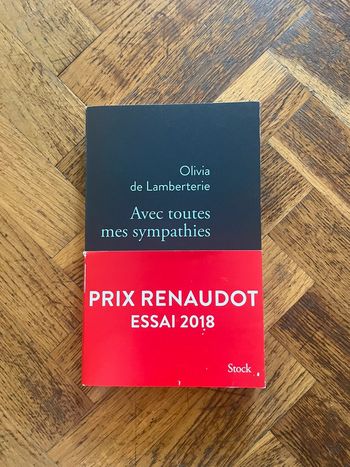 Olivia
de Lamberterie
Avec toutes
mes sympathies
PRIX RENAUDOT
ESSAI 2018
Stock